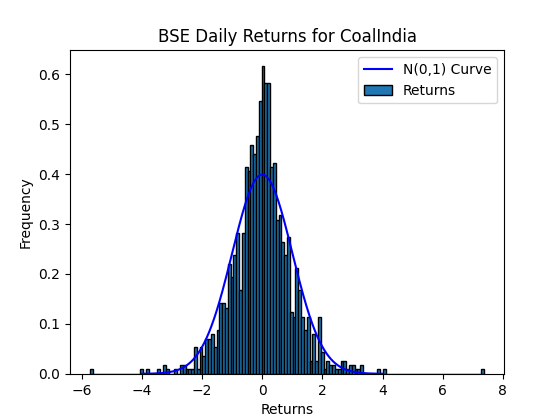 BSE Daily Returns for CoalIndia
N(0,1) Curve
Returns
Frequency
0.6
0.5
0.4
0.3
0.2
0.1
0.0
−6 −4 −2 0 2 4 6 8
Returns